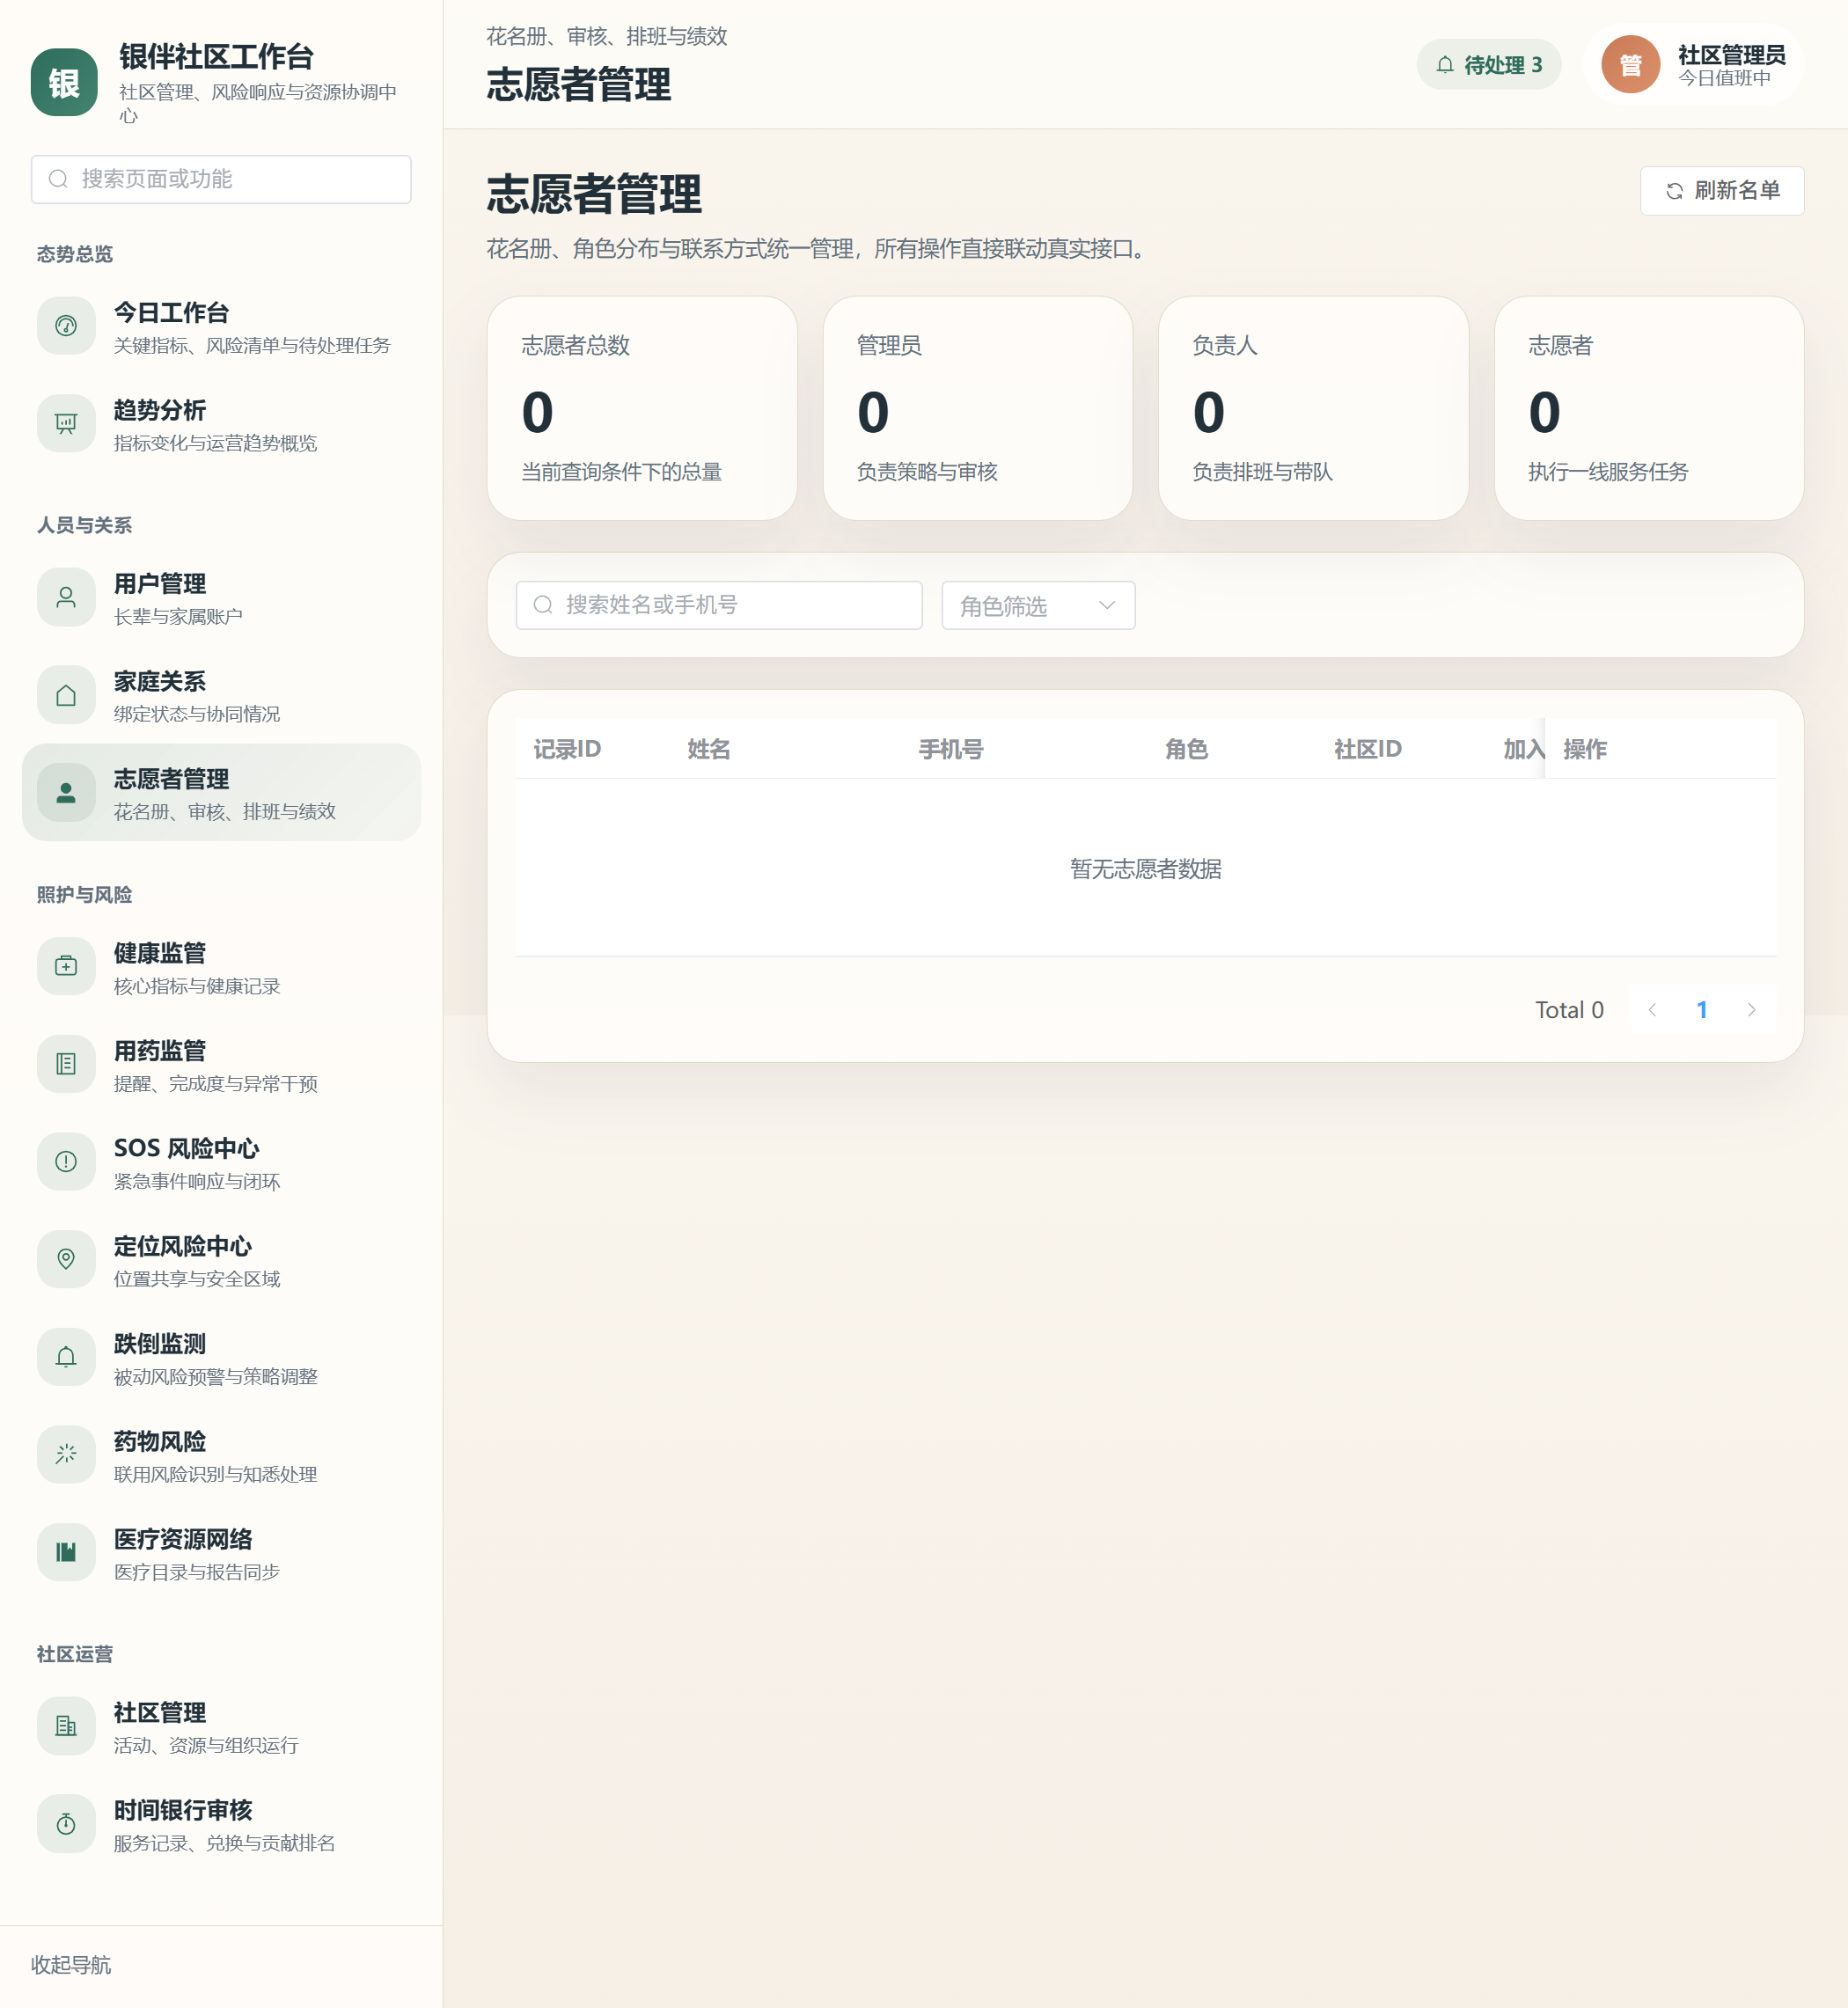 银
银伴社区工作台
社区管理、风险响应与资源协调中
心
搜索页面或功能
态势总览
今日工作台
关键指标、风险清单与待处理任务
趋势分析
指标变化与运营趋势概览
人员与关系
用户管理
长辈与家属账户
家庭关系
绑定状态与协同情况
志愿者管理
花名册、审核、排班与绩效
照护与风险
健康监管
核心指标与健康记录
用药监管
提醒、完成度与异常干预
SOS 风险中心
紧急事件响应与闭环
定位风险中心
位置共享与安全区域
跌倒监测
被动风险预警与策略调整
药物风险
联用风险识别与知悉处理
医疗资源网络
医疗目录与报告同步
社区运营
社区管理
活动、资源与组织运行
时间银行审核
服务记录、兑换与贡献排名
收起导航
花名册、审核、排班与绩效
志愿者管理
待处理 3
管
社区管理员
今日值班中
志愿者管理
刷新名单
花名册、角色分布与联系方式统一管理，所有操作直接联动真实接口。
志愿者总数
0
当前查询条件下的总量
管理员
0
负责策略与审核
负责人
0
负责排班与带队
志愿者
0
执行一线服务任务
搜索姓名或手机号
角色筛选
记录ID 姓名 手机号 角色 社区ID 加入 操作
暂无志愿者数据
Total 0 1